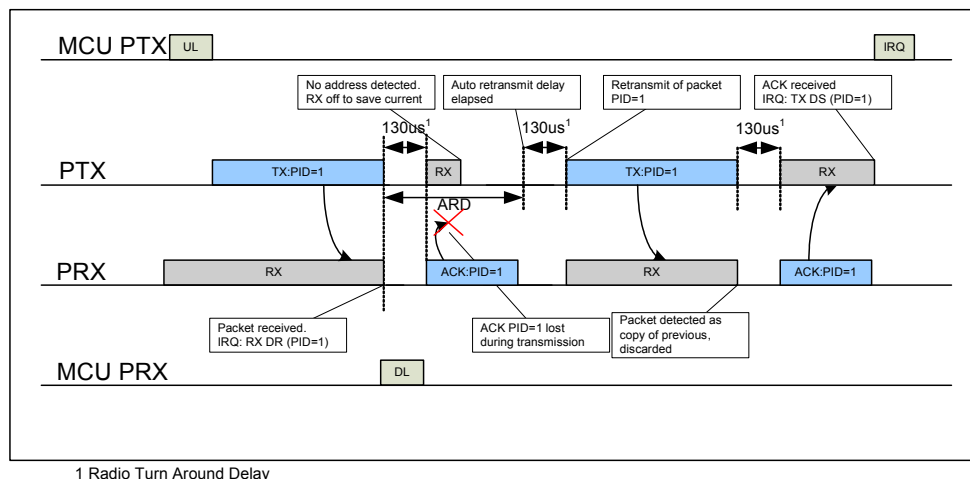 MCU PTX
UL
IRQ
No address detected.
RX off to save current
Auto retransmit delay
elapsed
Retransmit of packet
PID=1
ACK received
IRQ: TX DS (PID=1)
130us1
130us1
130us1
PTX
TX:PID=1
RX
TX:PID=1
RX
ARD
PRX
RX
ACK:PID=1
RX
ACK:PID=1
Packet received.
IRQ: RX DR (PID=1)
ACK PID=1 lost
during transmission
Packet detected as
copy of previous,
discarded
MCU PRX
DL
1 Radio Turn Around Delay